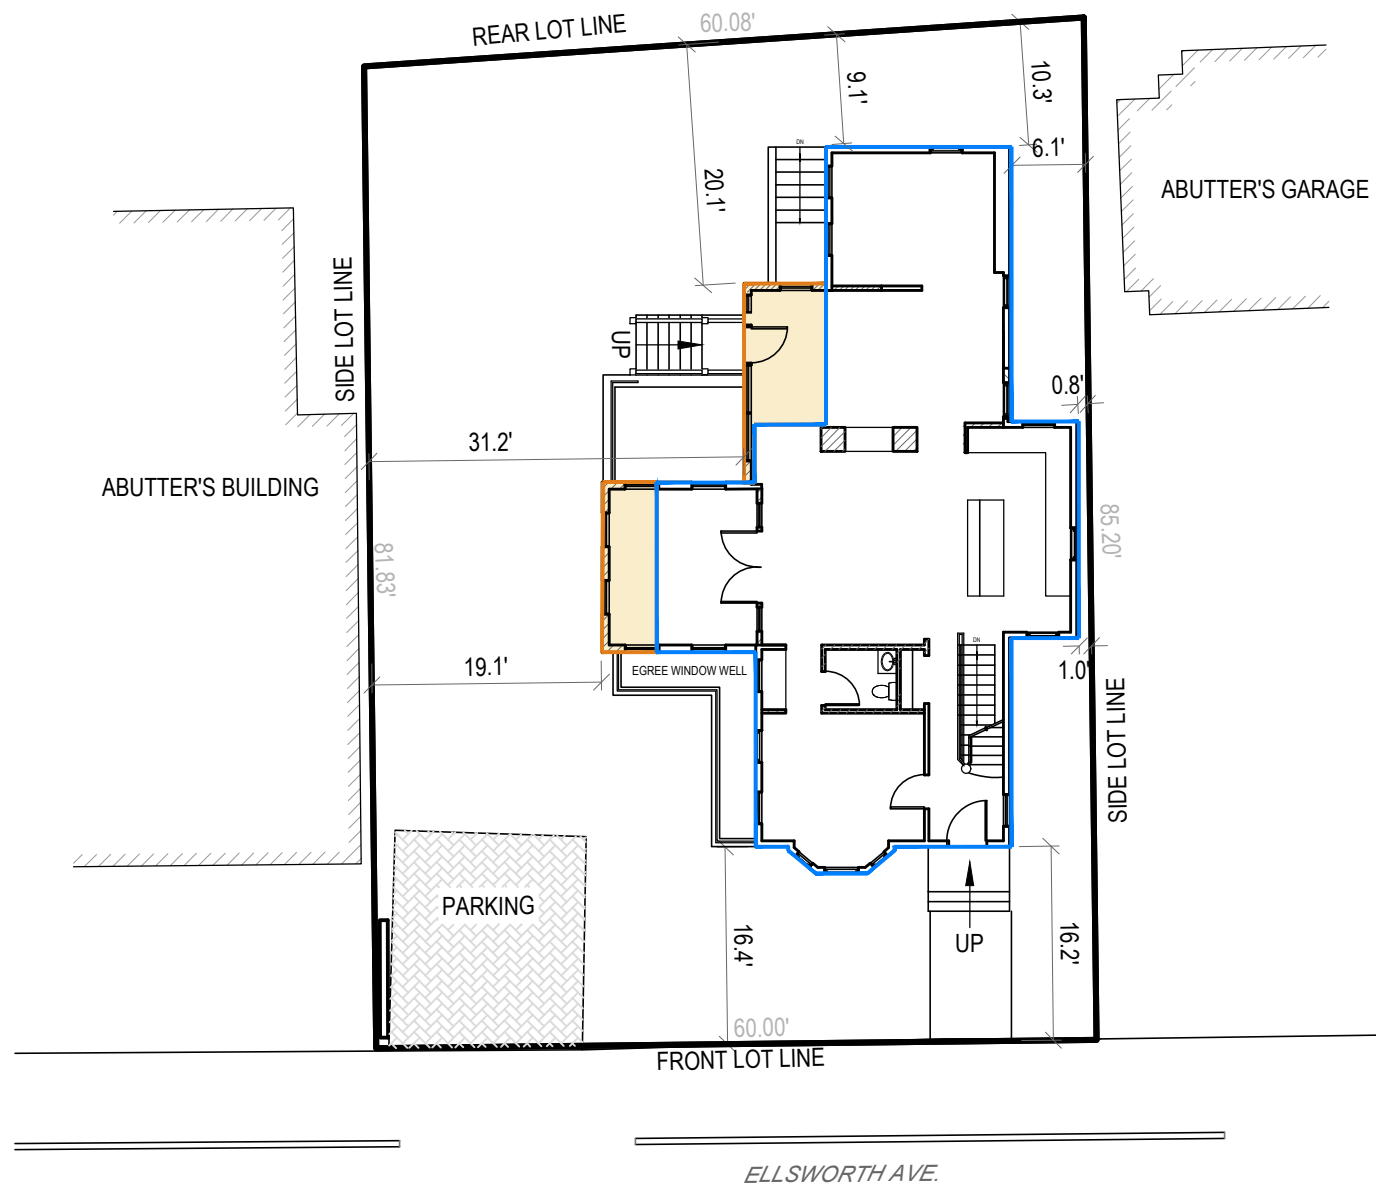 REAR LOT LINE
60.08'
9.1'
10.3'
6.1'
ABUTTER'S GARAGE
DN
20.1'
SIDE LOT LINE
UP
0.8'
31.2'
ABUTTER'S BUILDING
85.20'
81.83'
DN
EGREE WINDOW WELL
19.1'
1.0'
SIDE LOT LINE
PARKING
16.4'
UP
16.2'
60.00'
FRONT LOT LINE
ELLSWORTH AVE.